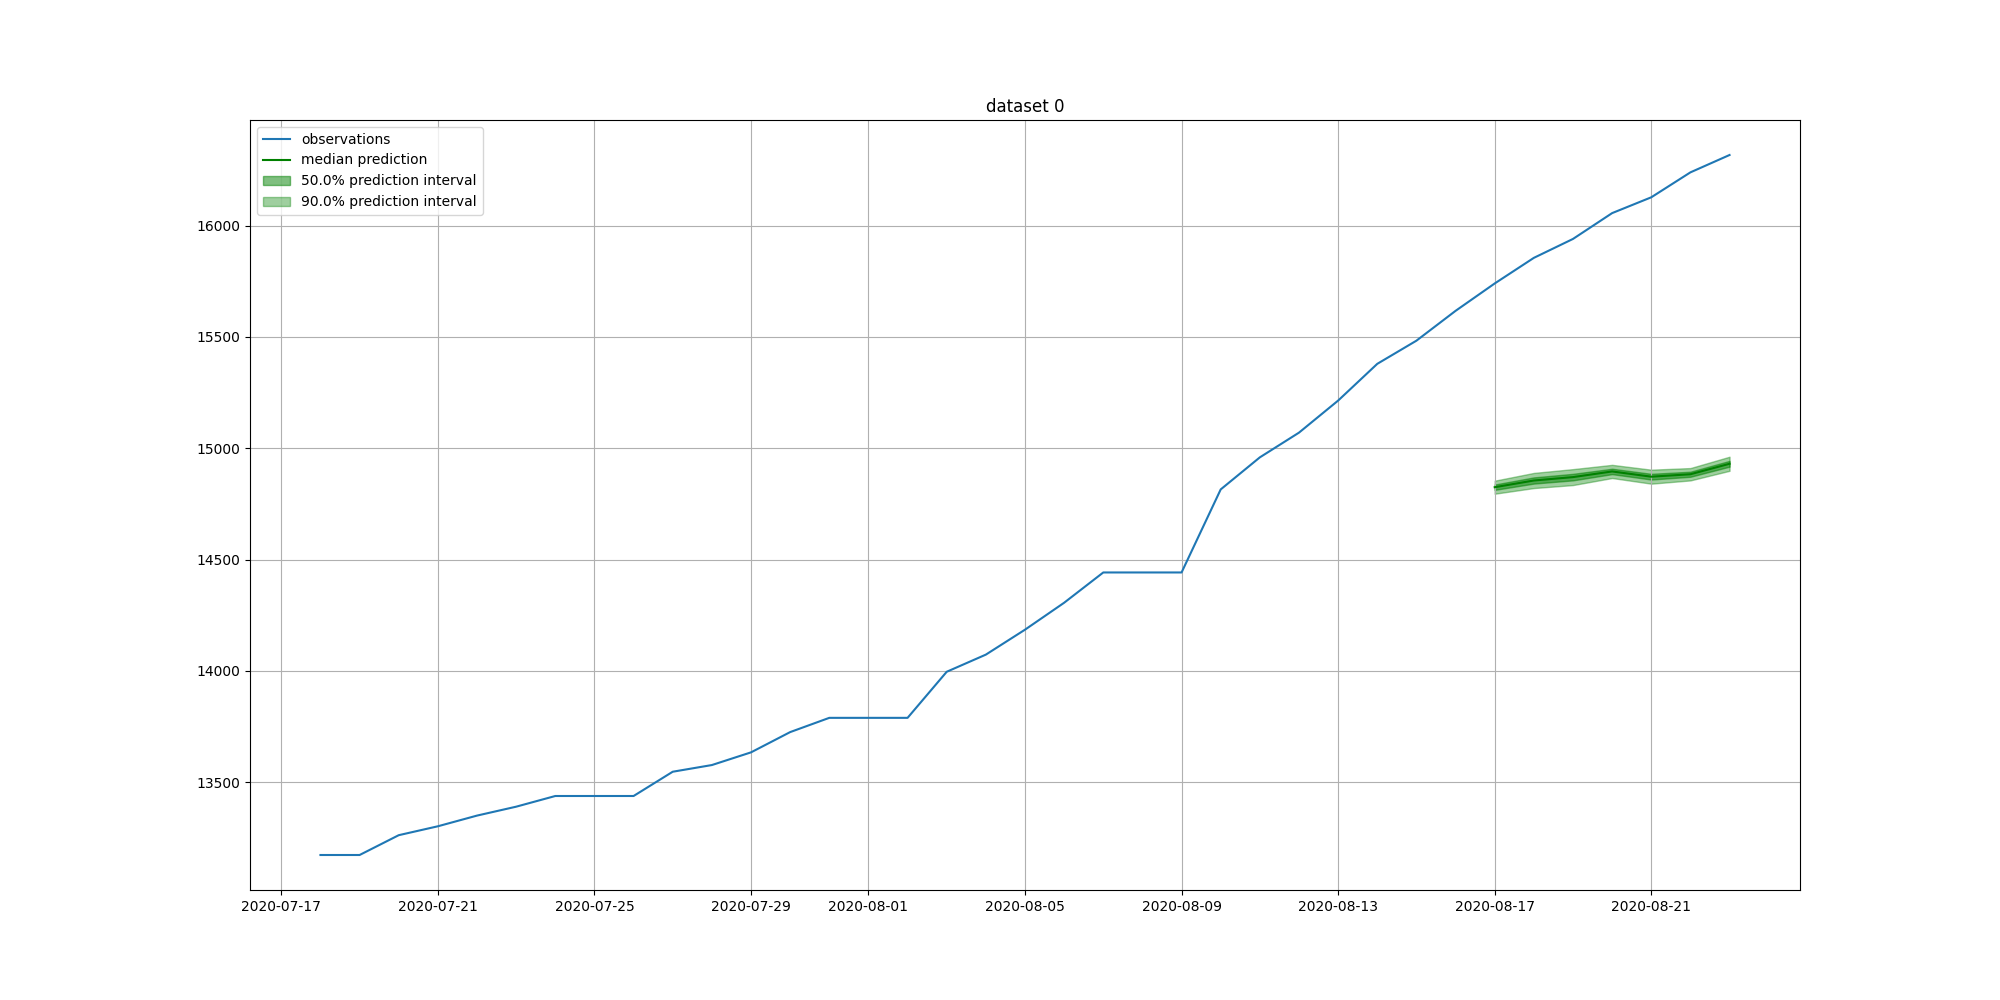 dataset 0
observations
median prediction
50.0% prediction interval
90.0% prediction interval
16000
15500
15000
14500
14000
13500
2020-07-17 2020-07-21 2020-07-25 2020-07-29 2020-08-01 2020-08-05 2020-08-09 2020-08-13 2020-08-17 2020-08-21